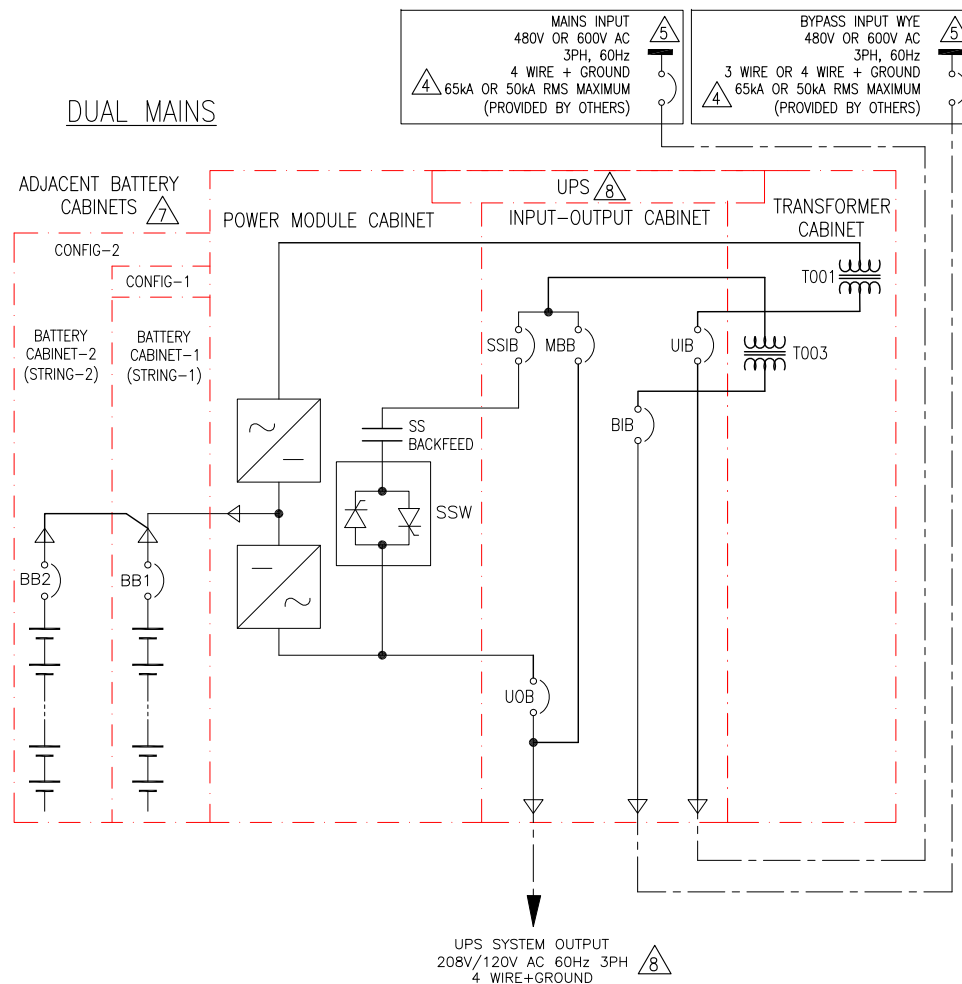 MAINS INPUT
480V OR 600V AC
3PH, 60Hz
4 WIRE + GROUND
65kA OR 50kA RMS MAXIMUM
(PROVIDED BY OTHERS)
5
4
BYPASS INPUT WYE
480V OR 600V AC
3PH, 60Hz
3 WIRE OR 4 WIRE + GROUND
65kA OR 50kA RMS MAXIMUM
(PROVIDED BY OTHERS)
5
4
DUAL MAINS
ADJACENT BATTERY
CABINETS 7
UPS 8
POWER MODULE CABINET
INPUT-OUTPUT CABINET
TRANSFORMER
CABINET
CONFIG-2
CONFIG-1
BATTERY
CABINET-2
(STRING-2)
BATTERY
CABINET-1
(STRING-1)
T001
SSIB
MBB
UIB
T003
BIB
SS
BACKFEED
SSW
BB2
BB1
UOB
UPS SYSTEM OUTPUT
208V/120V AC 60Hz 3PH
4 WIRE+GROUND
8